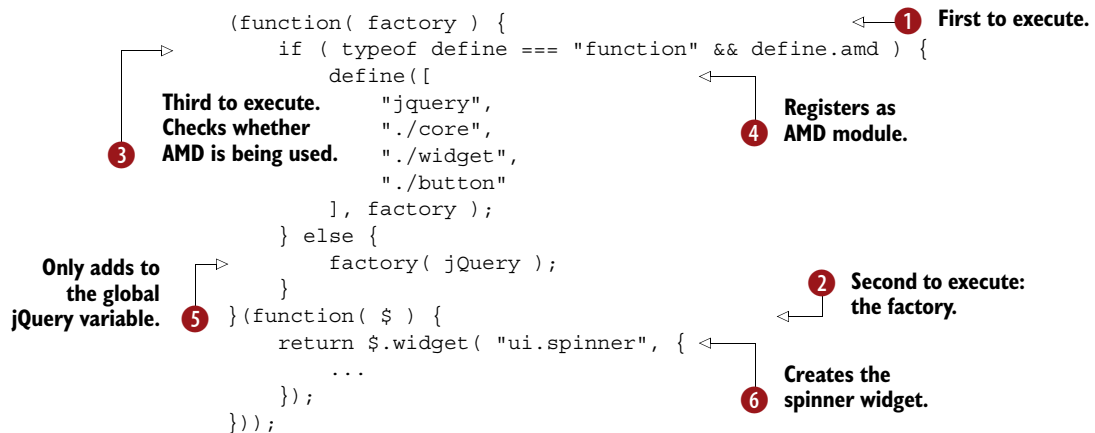 (function( factory ) {
1 First to execute.
if ( typeof define === "function" && define.amd ) {
define([
"jquery",
"./core",
"./widget",
"./button"
], factory );
3 Third to execute.
Checks whether
AMD is being used.
4 Registers as
AMD module.
} else {
factory( jQuery );
}
5 Only adds to
the global
jQuery variable.
}(function( $ ) {
2 Second to execute:
the factory.
return $.widget( "ui.spinner", {
...
});
}));
6 Creates the
spinner widget.